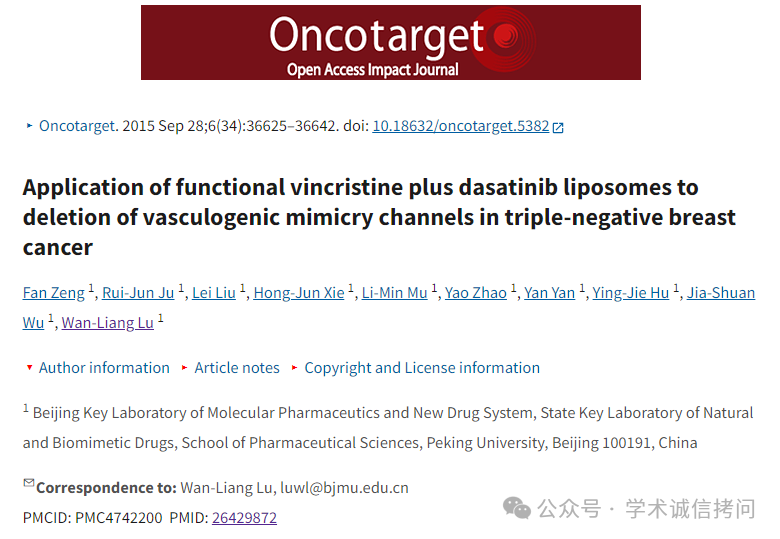 Oncotarget
Open Access Impact Journal
Oncotarget. 2015 Sep 28;6(34):36625–36642. doi: 10.18632/oncotarget.5382
Application of functional vincristine plus dasatinib liposomes to
deletion of vasculogenic mimicry channels in triple-negative breast
cancer
Fan Zeng 1, Rui-Jun Ju 1, Lei Liu 1, Hong-Jun Xie 1, Li-Min Mu 1, Yao Zhao 1, Yan Yan 1, Ying-Jie Hu 1, Jia-Shuan
Wu 1, Wan-Liang Lu 1
Author information Article notes Copyright and License information
1 Beijing Key Laboratory of Molecular Pharmaceutics and New Drug System, State Key Laboratory of Natural
and Biomimetic Drugs, School of Pharmaceutical Sciences, Peking University, Beijing 100191, China
Correspondence to: Wan-Liang Lu, luwl@bjmu.edu.cn
PMCID: PMC4742200 PMID: 26429872
公众号 · 学术诚信拷问